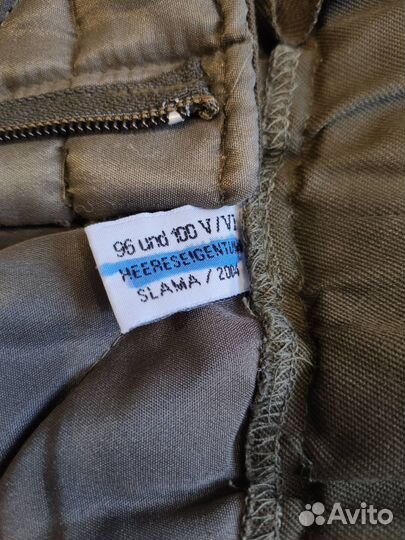 96 und 100 V/VI
HEERESEIGENTUM
SLAMA / 2004
Avito